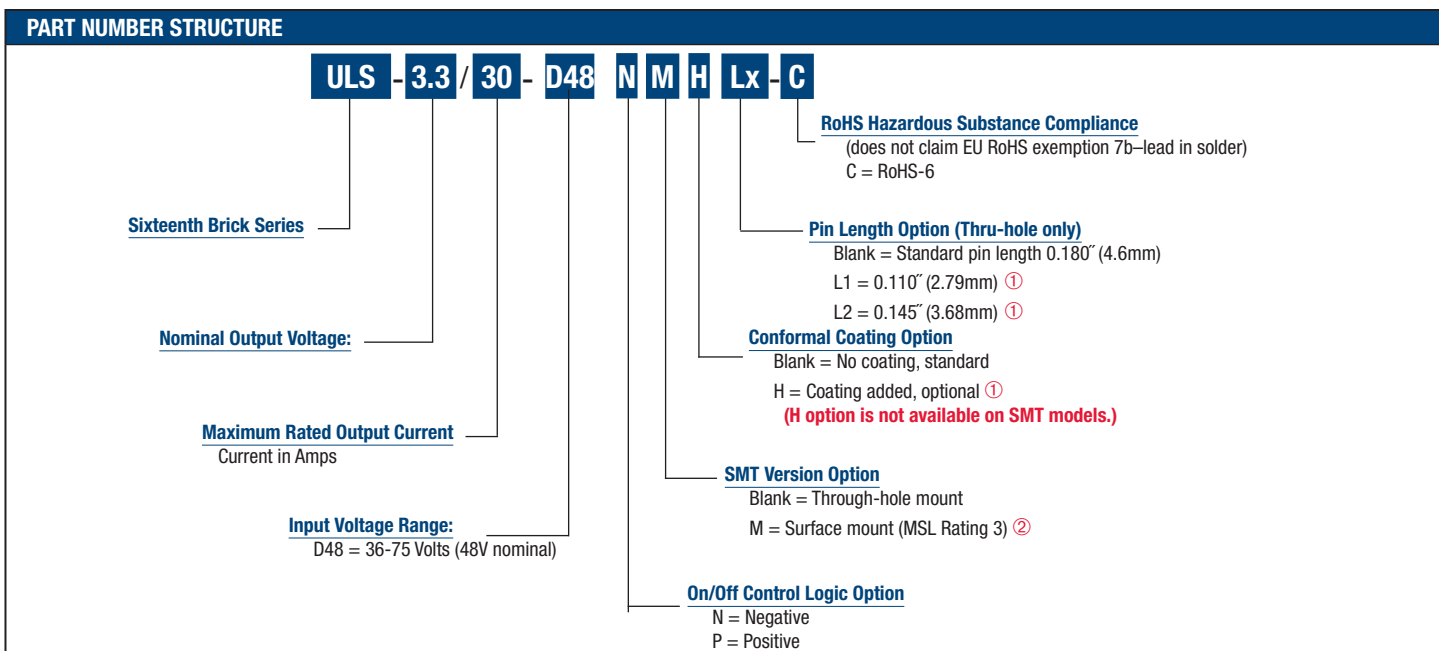 PART NUMBER STRUCTURE
ULS - 3.3 / 30 - D48 N M H Lx - C
RoHS Hazardous Substance Compliance
(does not claim EU RoHS exemption 7b–lead in solder)
C = RoHS-6
Sixteenth Brick Series
Pin Length Option (Thru-hole only)
Blank = Standard pin length 0.180˝ (4.6mm)
L1 = 0.110˝ (2.79mm) ①
L2 = 0.145˝ (3.68mm) ①
Nominal Output Voltage:
Conformal Coating Option
Blank = No coating, standard
H = Coating added, optional ①
(H option is not available on SMT models.)
Maximum Rated Output Current
Current in Amps
SMT Version Option
Blank = Through-hole mount
M = Surface mount (MSL Rating 3) ②
Input Voltage Range:
D48 = 36-75 Volts (48V nominal)
On/Off Control Logic Option
N = Negative
P = Positive